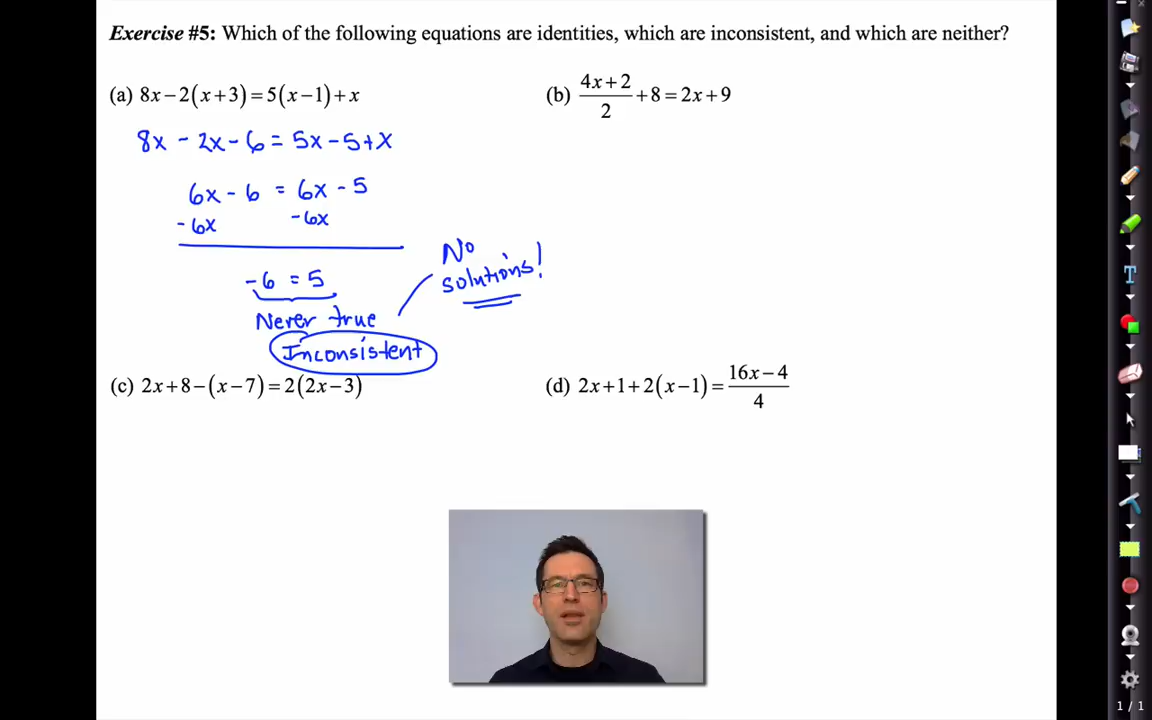 Exercise #5: Which of the following equations are identities, which are inconsistent, and which are neither?
(a) 8x − 2(x + 3) = 5(x − 1) + x
8x - 2x - 6 = 5x - 5 + x
6x - 6 = 6x - 5
-6x -6x
-6 = 5
Never true
Inconsistent
No
solutions!
(b) (4x + 2)/2 + 8 = 2x + 9
(c) 2x + 8 − (x − 7) = 2(2x − 3)
(d) 2x + 1 + 2(x − 1) = (16x − 4)/4
T
1 / 1